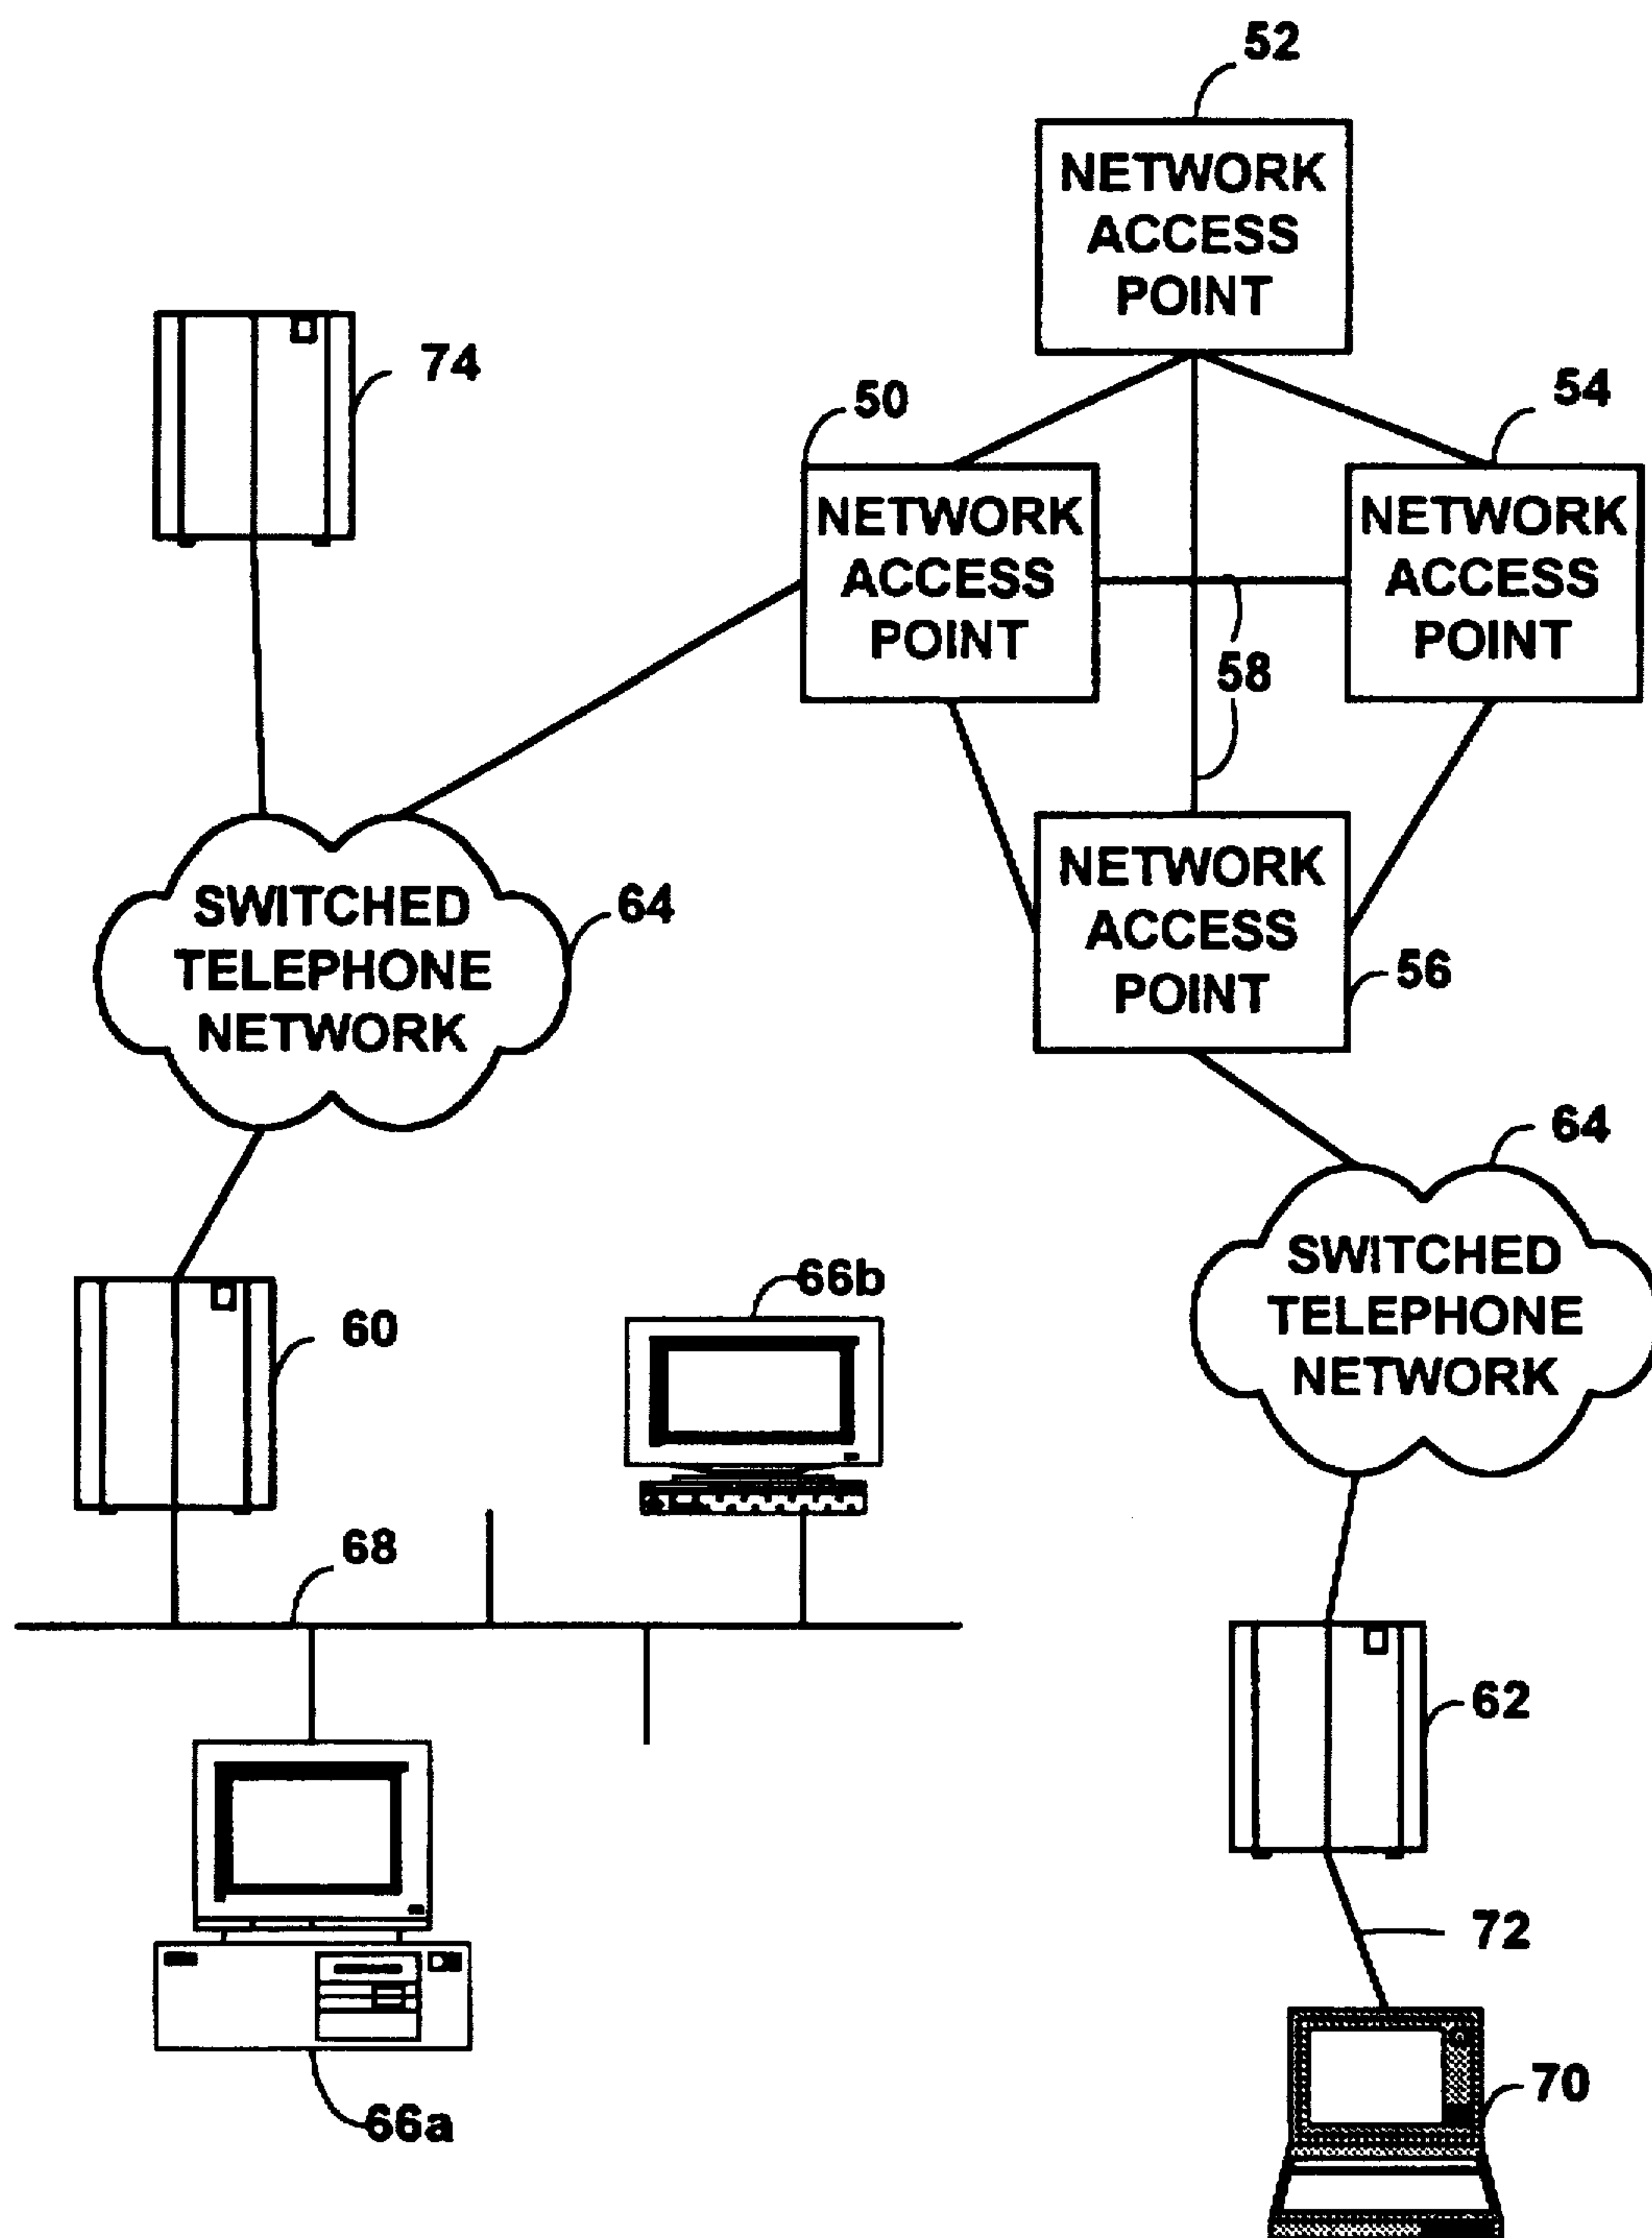 52
NETWORK
ACCESS
POINT
74
50
54
NETWORK
ACCESS
POINT
NETWORK
ACCESS
POINT
58
SWITCHED
TELEPHONE
NETWORK
64
NETWORK
ACCESS
POINT
56
64
SWITCHED
TELEPHONE
NETWORK
60
66b
68
62
72
66a
70